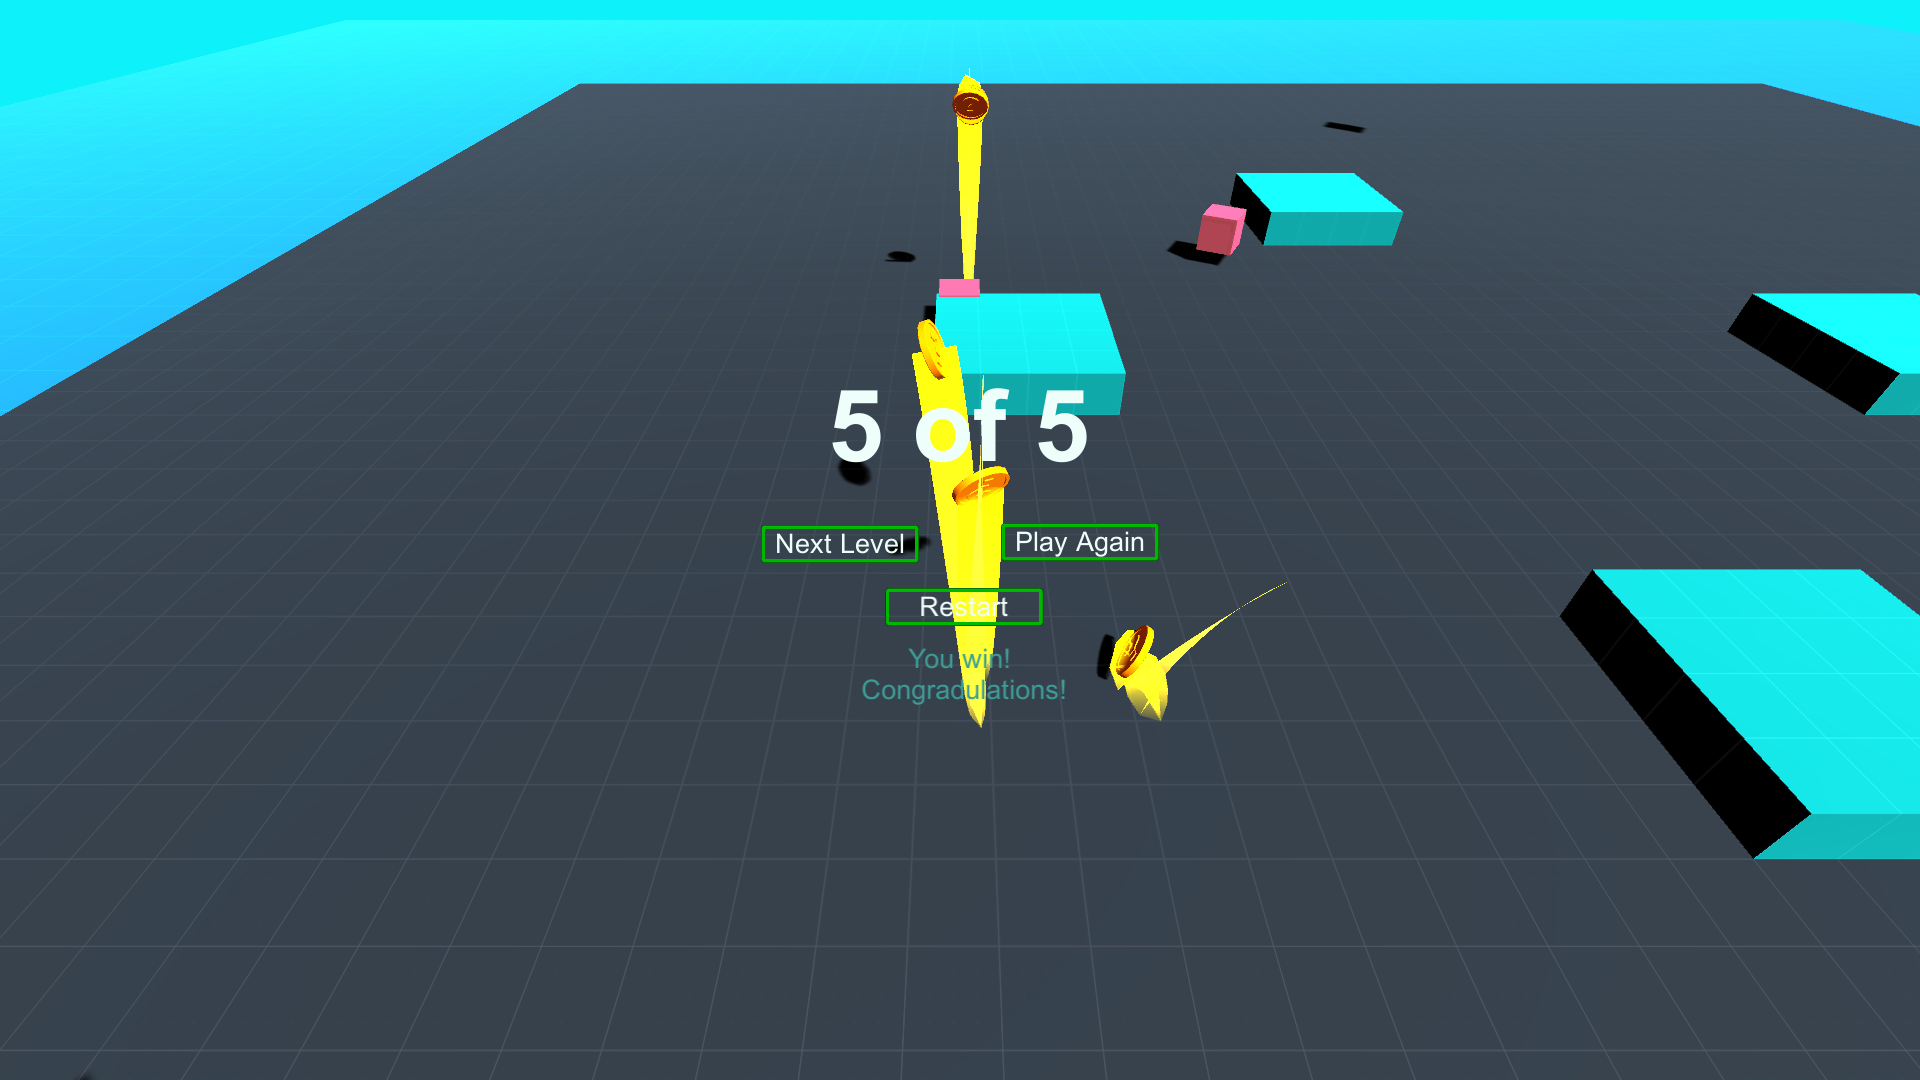 5 of 5
Next Level
Play Again
Restart
You win!
Congradulations!